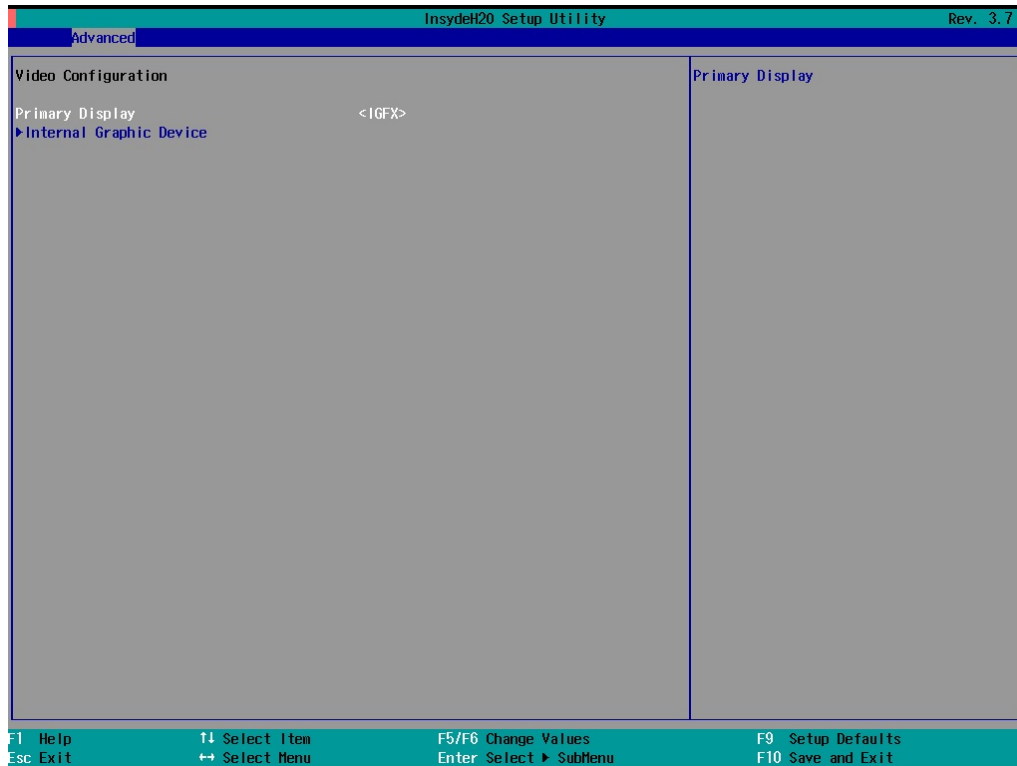 InsydeH2O Setup Utility Rev. 3.7
Advanced
Video Configuration
Primary Display <IGFX>
▶Internal Graphic Device
Primary Display
F1 Help ↑↓ Select Item F5/F6 Change Values F9 Setup Defaults
Esc Exit ↔ Select Menu Enter Select ▶ SubMenu F10 Save and Exit